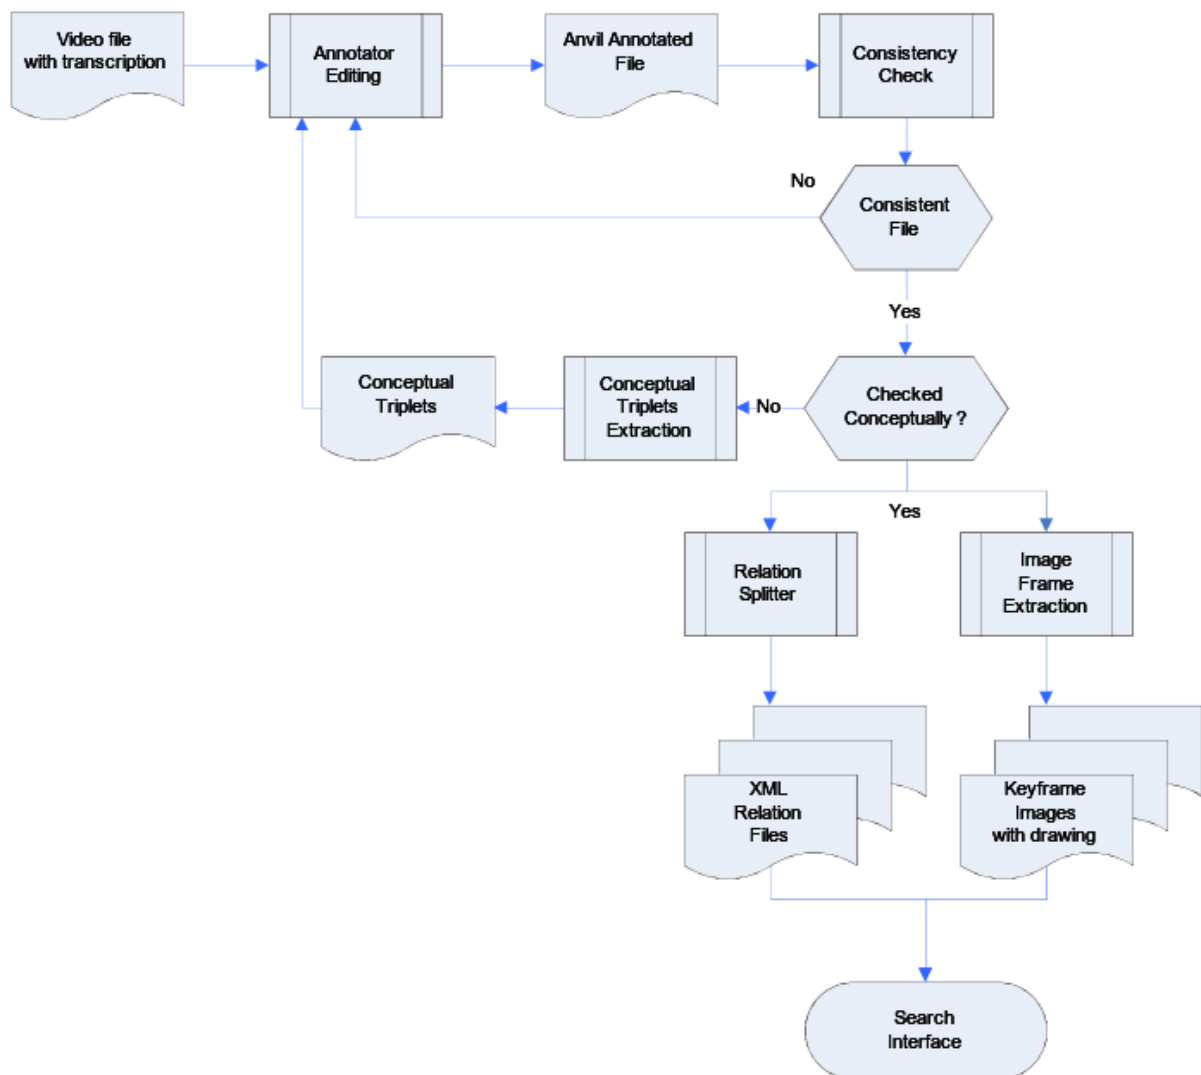 Video file
with transcription
Annotator
Editing
Anvil Annotated
File
Consistency
Check
No
Consistent
File
Yes
Conceptual
Triplets
Conceptual
Triplets
Extraction
No
Checked
Conceptually ?
Yes
Relation
Splitter
Image
Frame
Extraction
XML
Relation
Files
Keyframe
Images
with drawing
Search
Interface